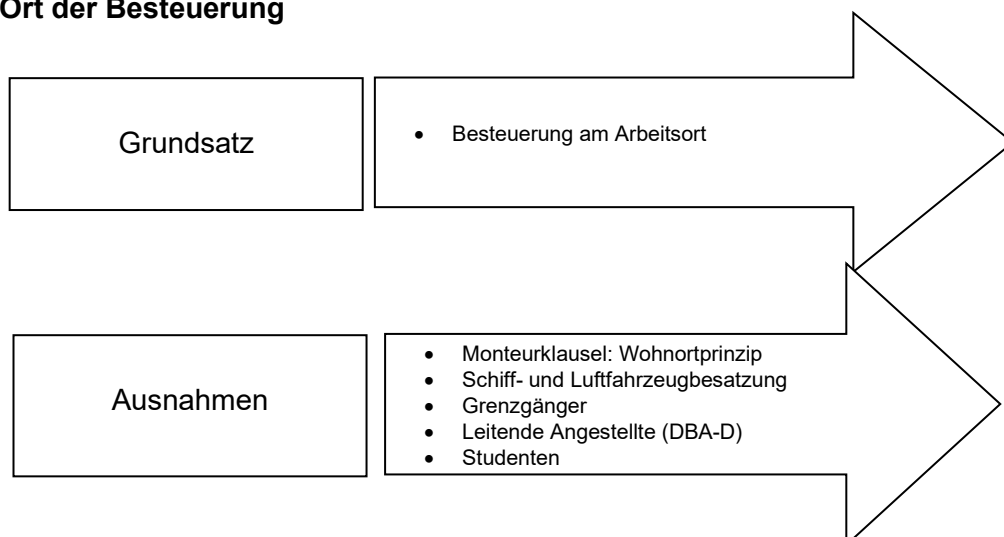 Ort der Besteuerung
Grundsatz
• Besteuerung am Arbeitsort
Ausnahmen
• Monteurklausel: Wohnortprinzip
• Schiff- und Luftfahrzeugbesatzung
• Grenzgänger
• Leitende Angestellte (DBA-D)
• Studenten